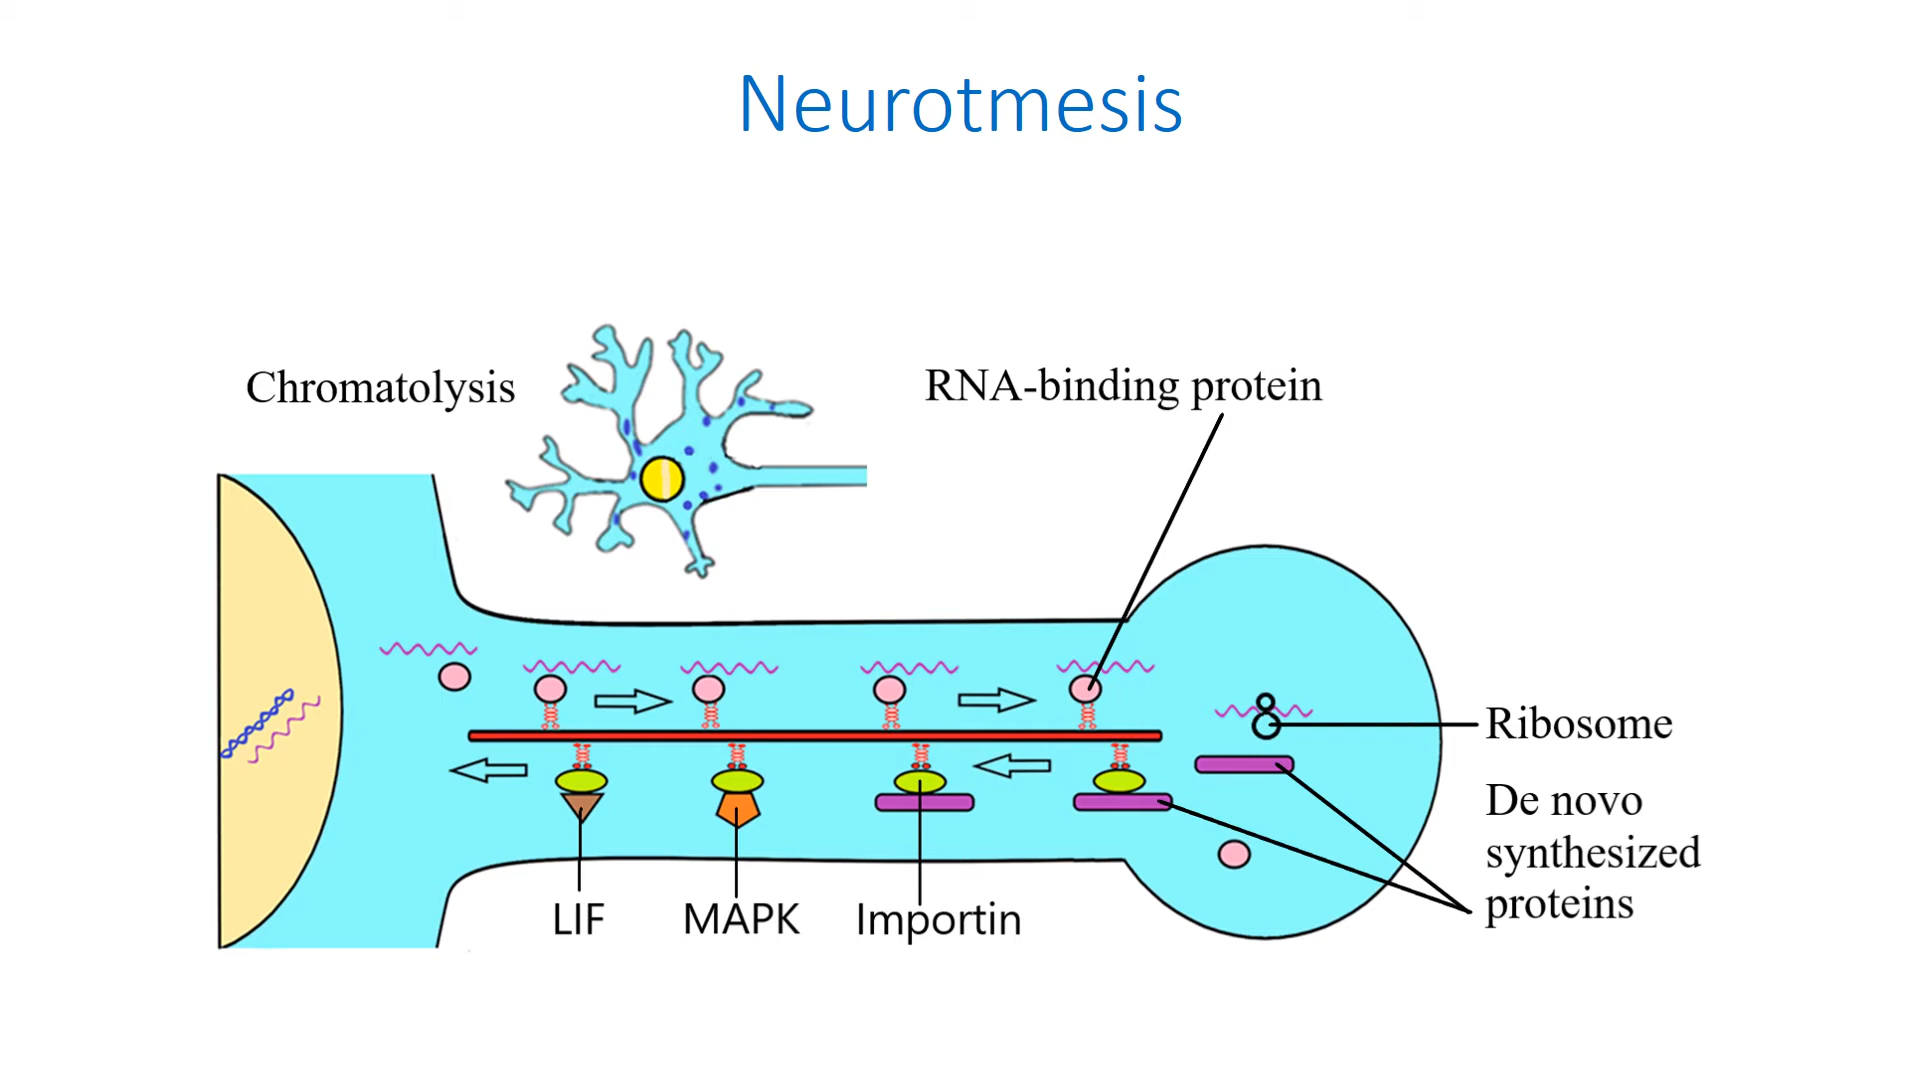 Neurotmesis
Chromatolysis
RNA-binding protein
Ribosome
De novo
synthesized
proteins
LIF
MAPK
Importin